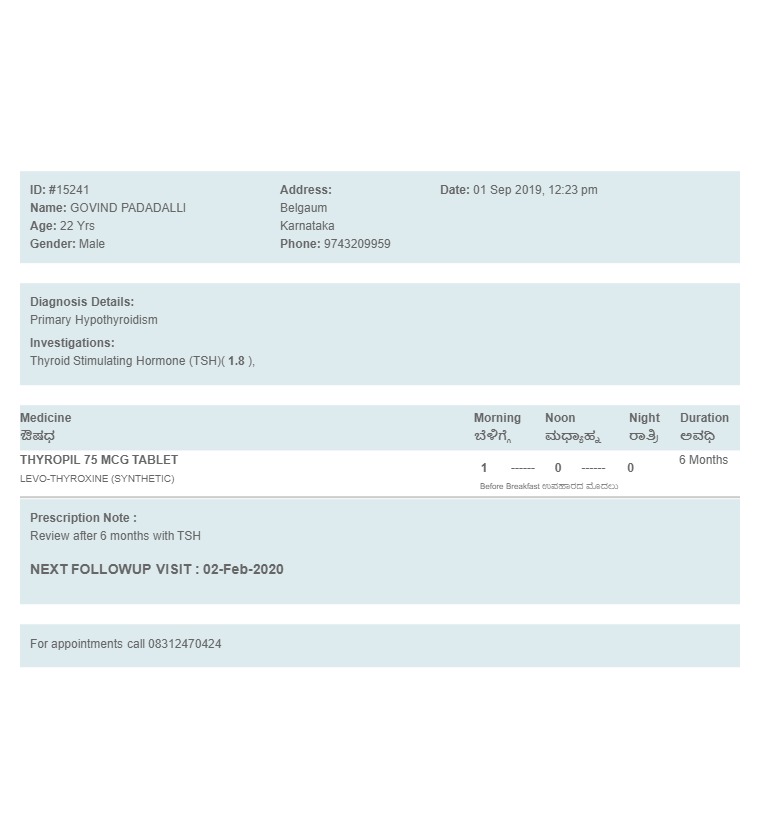 ID: #15241
Name: GOVIND PADADALLI
Age: 22 Yrs
Gender: Male
Address:
Belgaum
Karnataka
Phone: 9743209959
Date: 01 Sep 2019, 12:23 pm
Diagnosis Details:
Primary Hypothyroidism
Investigations:
Thyroid Stimulating Hormone (TSH)( 1.8 ),
Medicine Morning Noon Night Duration
ಔಷಧ ಬೆಳಿಗ್ಗೆ ಮಧ್ಯಾಹ್ನ ರಾತ್ರಿ ಅವಧಿ
THYROPIL 75 MCG TABLET 6 Months
1 ------ 0 ------ 0
LEVO-THYROXINE (SYNTHETIC)
Before Breakfast ಉಪಹಾರದ ಮೊದಲು
Prescription Note :
Review after 6 months with TSH
NEXT FOLLOWUP VISIT : 02-Feb-2020
For appointments call 08312470424